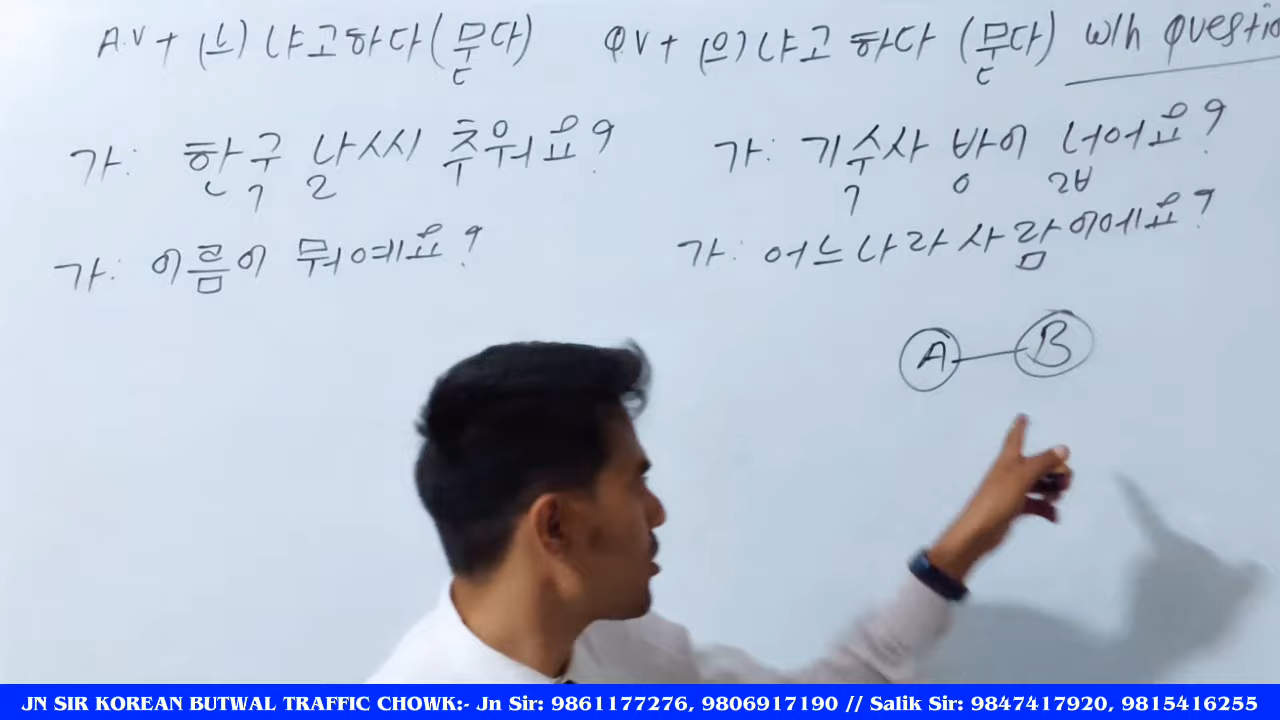 A.V + (느) 냐고하다 (묻다)
Q.V + (으) 냐고 하다 (묻다) w/h Questio
가: 한국 날씨 추워요?
가: 기숙사 방이 넓어요?
가: 이름이 뭐예요?
가: 어느나라 사람이에요?
A
B
JN SIR KOREAN BUTWAL TRAFFIC CHOWK:- Jn Sir: 9861177276, 9806917190 // Salik Sir: 9847417920, 9815416255